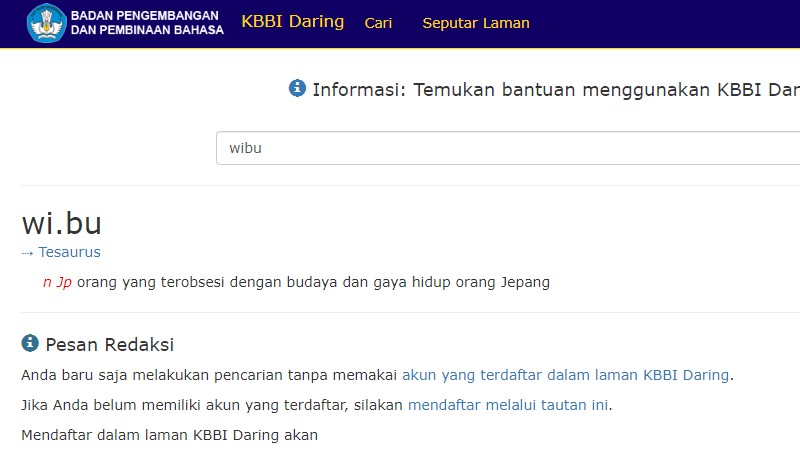 BADAN PENGEMBANGAN
DAN PEMBINAAN BAHASA
KBBI Daring
Cari
Seputar Laman
Informasi: Temukan bantuan menggunakan KBBI Dar
wibu
wi.bu
⇢ Tesaurus
n Jp orang yang terobsesi dengan budaya dan gaya hidup orang Jepang
Pesan Redaksi
Anda baru saja melakukan pencarian tanpa memakai akun yang terdaftar dalam laman KBBI Daring.
Jika Anda belum memiliki akun yang terdaftar, silakan mendaftar melalui tautan ini.
Mendaftar dalam laman KBBI Daring akan